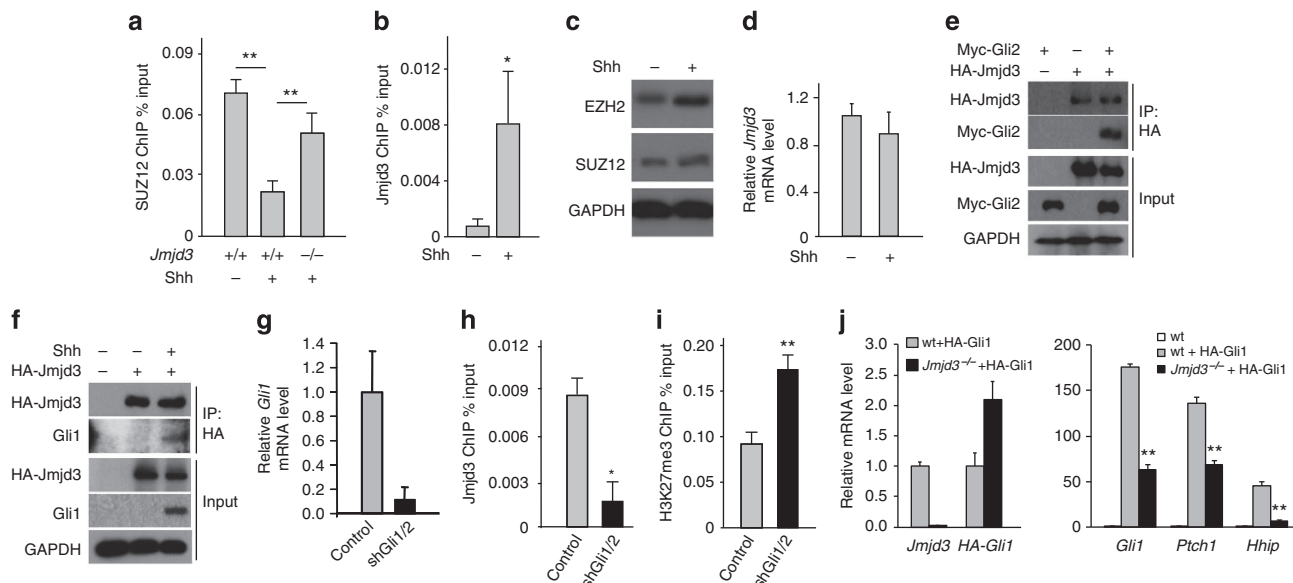 a
SUZ12 ChIP % input
0.09
0.06
0.03
0
** **
Jmjd3 +/+ +/+ −/−
Shh − + +
b
Jmjd3 ChIP % input
0.012
0.008
0.004
0
*
Shh − +
c
Shh − +
EZH2
SUZ12
GAPDH
d
Relative Jmjd3
mRNA level
1.2
0.8
0.4
0
Shh − +
e
Myc-Gli2 + − +
HA-Jmjd3 − + +
HA-Jmjd3
Myc-Gli2
IP:
HA
HA-Jmjd3
Myc-Gli2
GAPDH
Input
f
Shh − − +
HA-Jmjd3 − + +
HA-Jmjd3
Gli1
IP:
HA
HA-Jmjd3
Gli1
GAPDH
Input
g
Relative Gli1
mRNA level
1.4
1.2
1.0
0.8
0.6
0.4
0.2
0.0
Control
shGli1/2
h
Jmjd3 ChIP % input
0.012
0.009
0.006
0.003
0
*
Control
shGli1/2
i
H3K27me3 ChIP % input
0.20
0.15
0.10
0.05
0
**
Control
shGli1/2
j
Relative mRNA level
wt+HA-Gli1
Jmjd3−/−+HA-Gli1
3.0
2.5
2.0
1.5
1.0
0.5
0.0
Jmjd3 HA-Gli1
wt
wt + HA-Gli1
Jmjd3−/− + HA-Gli1
200
150
100
50
0
** ** **
Gli1 Ptch1 Hhip